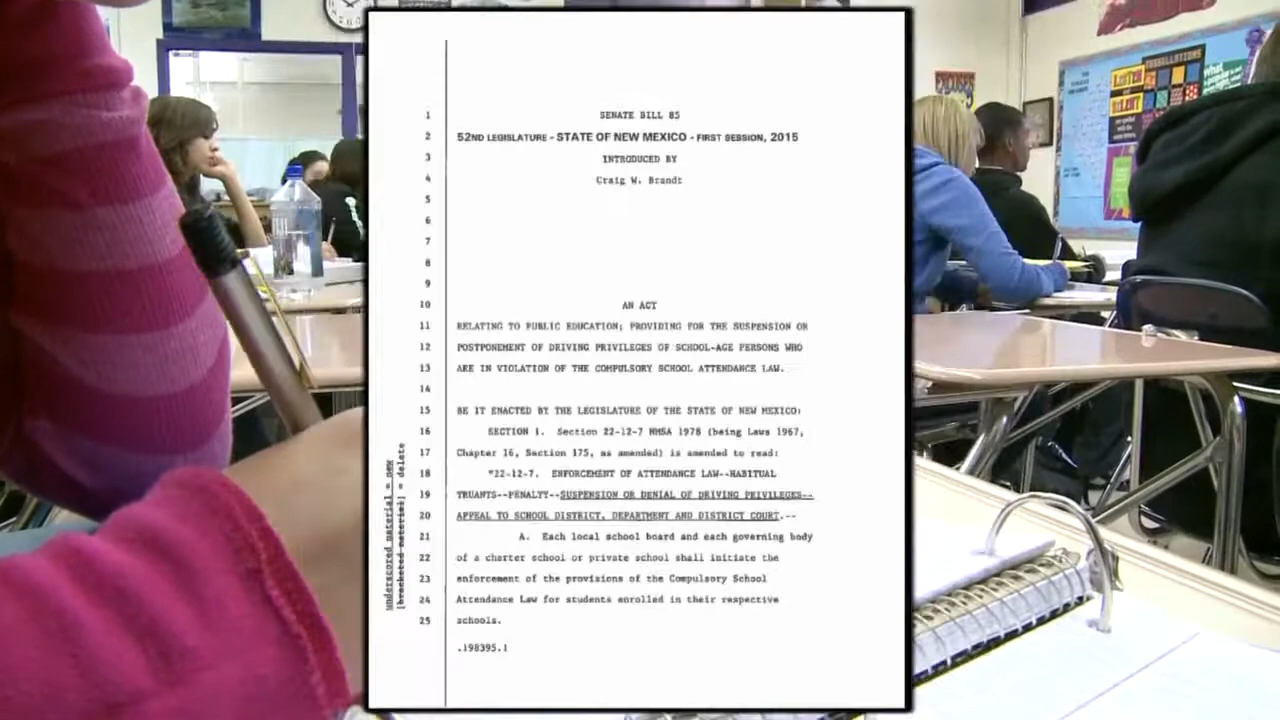 1 SENATE BILL 85
2 52ND LEGISLATURE - STATE OF NEW MEXICO - FIRST SESSION, 2015
3 INTRODUCED BY
4 Craig W. Brandt
5
6
7
8
9
10 AN ACT
11 RELATING TO PUBLIC EDUCATION; PROVIDING FOR THE SUSPENSION OR
12 POSTPONEMENT OF DRIVING PRIVILEGES OF SCHOOL-AGE PERSONS WHO
13 ARE IN VIOLATION OF THE COMPULSORY SCHOOL ATTENDANCE LAW.
14
15 BE IT ENACTED BY THE LEGISLATURE OF THE STATE OF NEW MEXICO:
16 SECTION 1. Section 22-12-7 NMSA 1978 (being Laws 1967,
17 Chapter 16, Section 175, as amended) is amended to read:
18 "22-12-7. ENFORCEMENT OF ATTENDANCE LAW--HABITUAL
19 TRUANTS--PENALTY--SUSPENSION OR DENIAL OF DRIVING PRIVILEGES--
20 APPEAL TO SCHOOL DISTRICT, DEPARTMENT AND DISTRICT COURT.--
21 A. Each local school board and each governing body
22 of a charter school or private school shall initiate the
23 enforcement of the provisions of the Compulsory School
24 Attendance Law for students enrolled in their respective
25 schools.
.198395.1
underscored material = new
[bracketed material] = delete
EXCUSES
LISTEN
SILENT
what